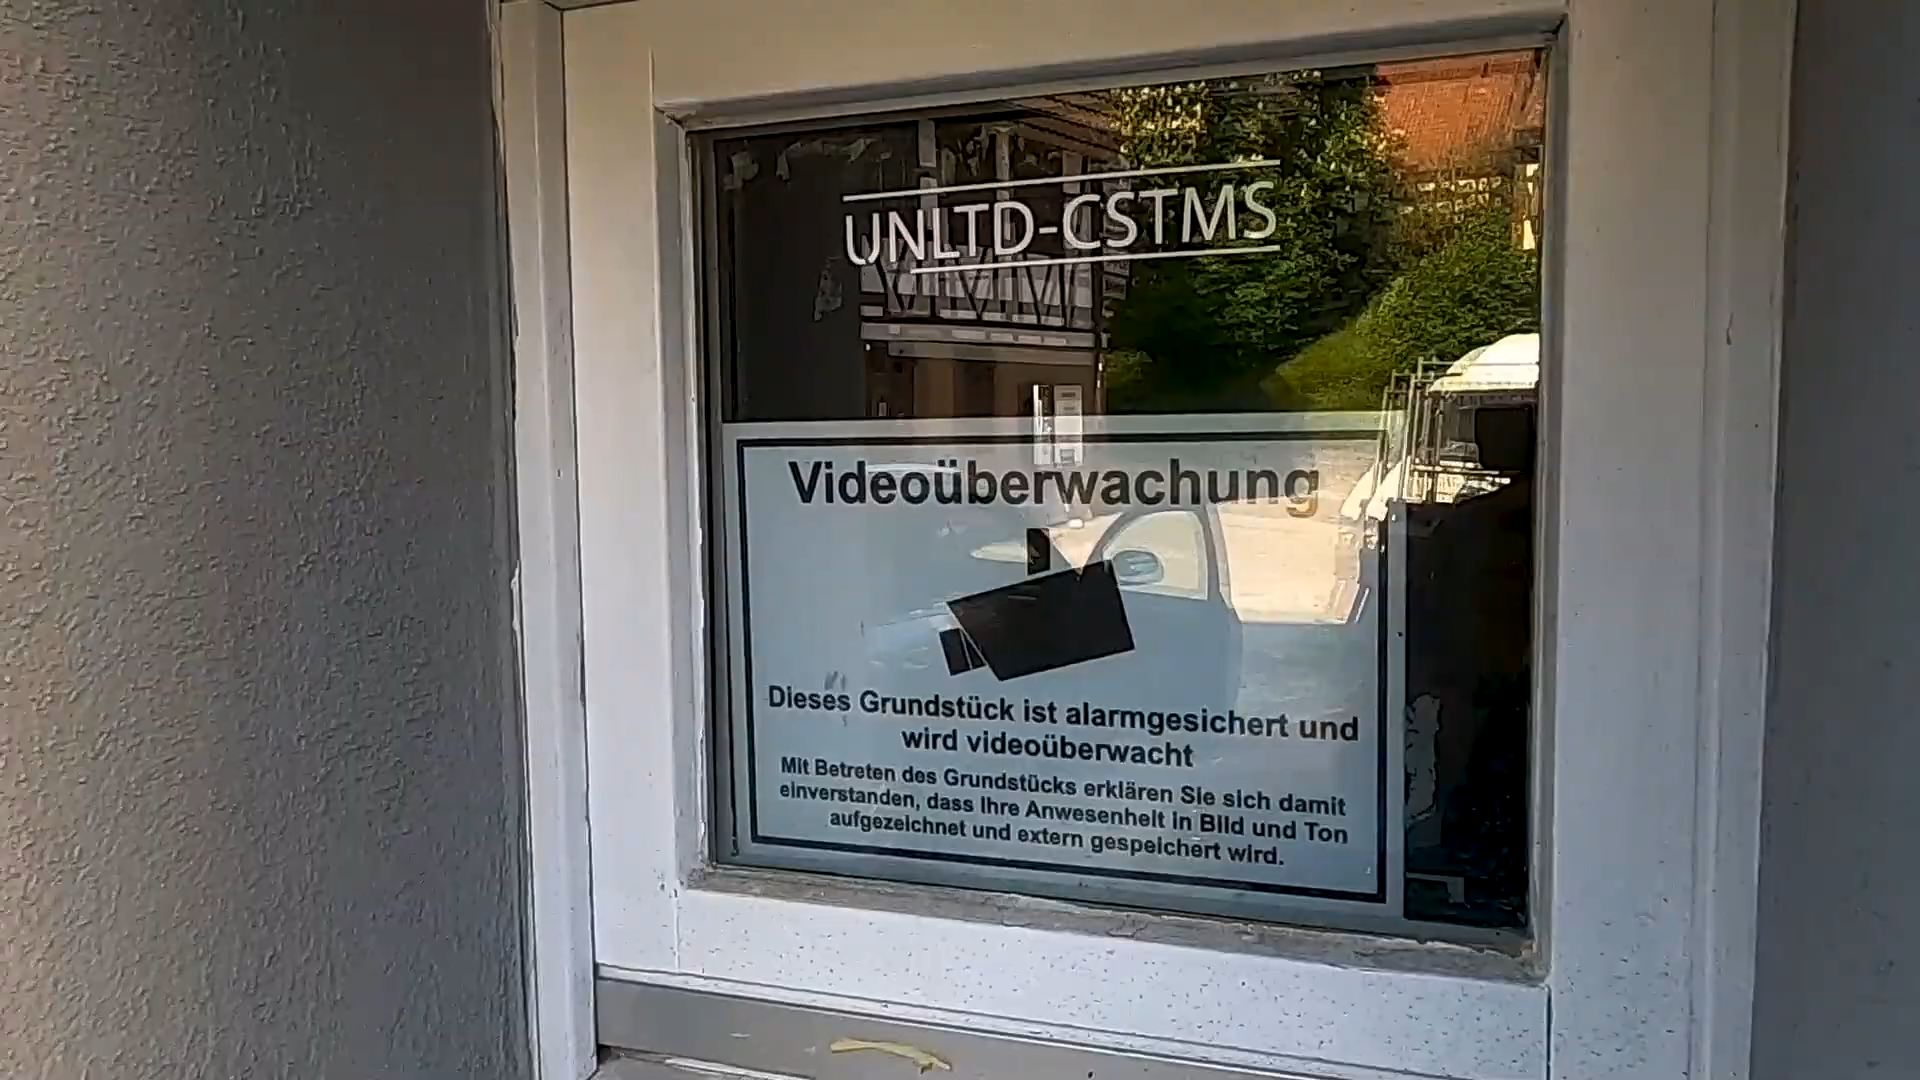 UNLTD-CSTMS
Videoüberwachung
Dieses Grundstück ist alarmgesichert und
wird videoüberwacht
Mit Betreten des Grundstücks erklären Sie sich damit
einverstanden, dass Ihre Anwesenheit in Bild und Ton
aufgezeichnet und extern gespeichert wird.